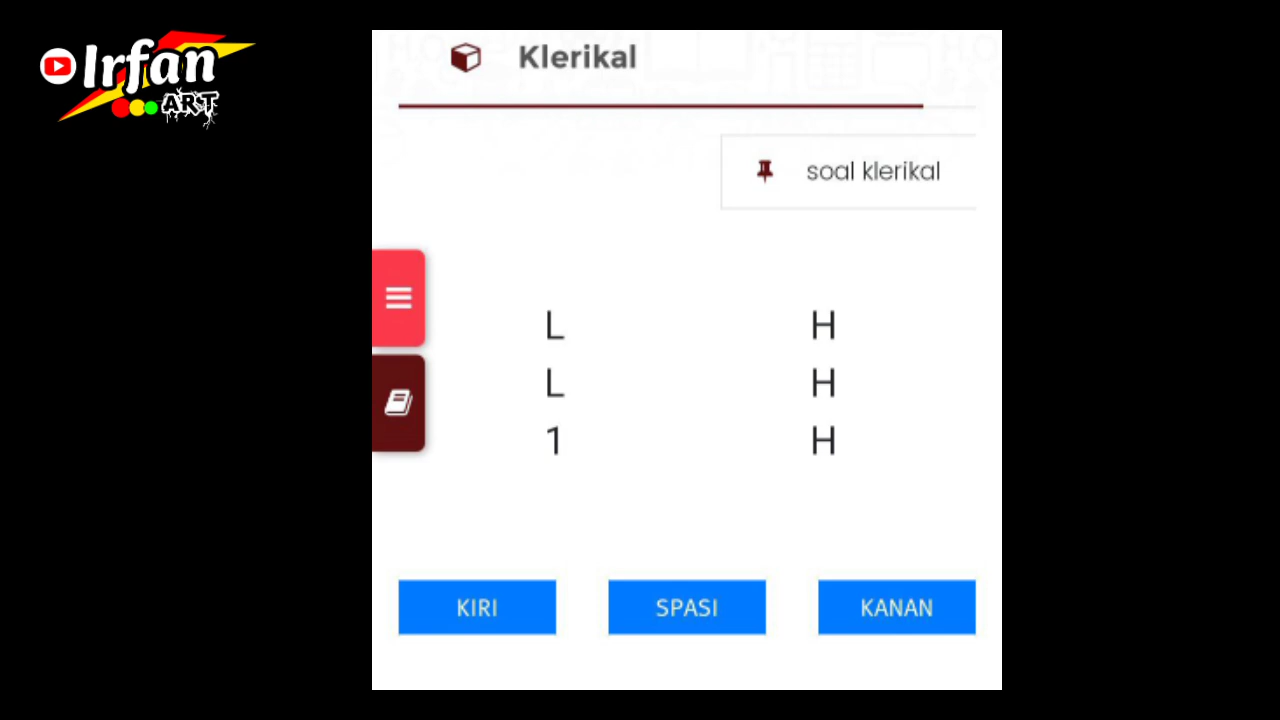 Irfan
ART
Klerikal
soal klerikal
L H
L H
1 H
KIRI SPASI KANAN